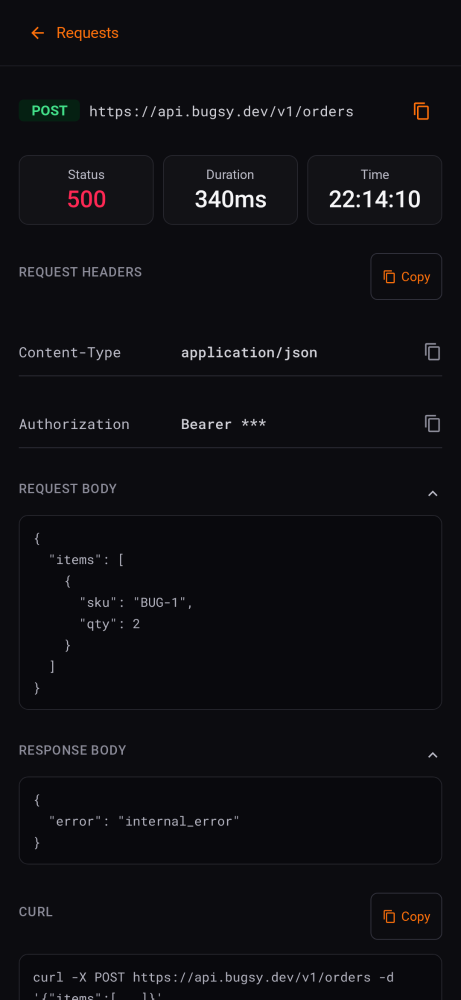 Requests
POST https://api.bugsy.dev/v1/orders
Status
500
Duration
340ms
Time
22:14:10
REQUEST HEADERS
Copy
Content-Type application/json
Authorization Bearer ***
REQUEST BODY
{
  "items": [
    {
      "sku": "BUG-1",
      "qty": 2
    }
  ]
}
RESPONSE BODY
{
  "error": "internal_error"
}
CURL
Copy
curl -X POST https://api.bugsy.dev/v1/orders -d
'{"items":[...]}'